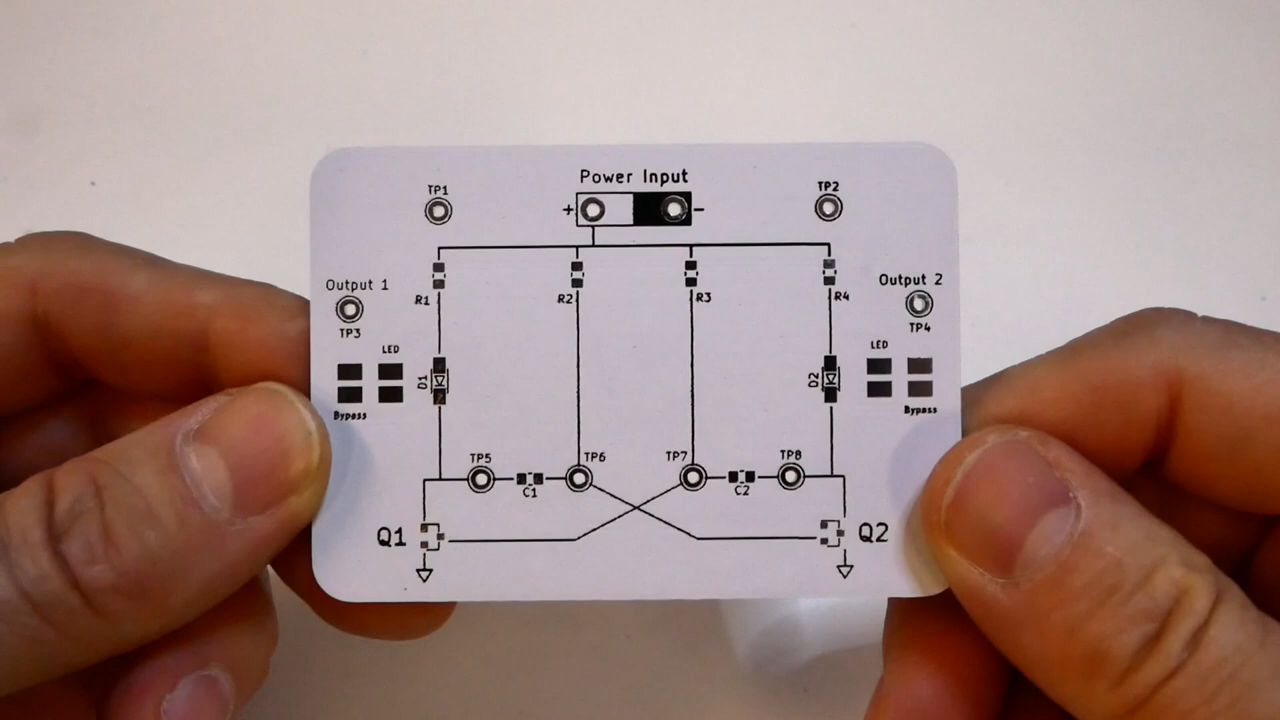 Power Input
TP1
TP2
+
-
R1
R2
R3
R4
Output 1
TP3
Output 2
TP4
LED
LED
D1
D2
Bypass
Bypass
TP5
TP6
TP7
TP8
C1
C2
Q1
Q2